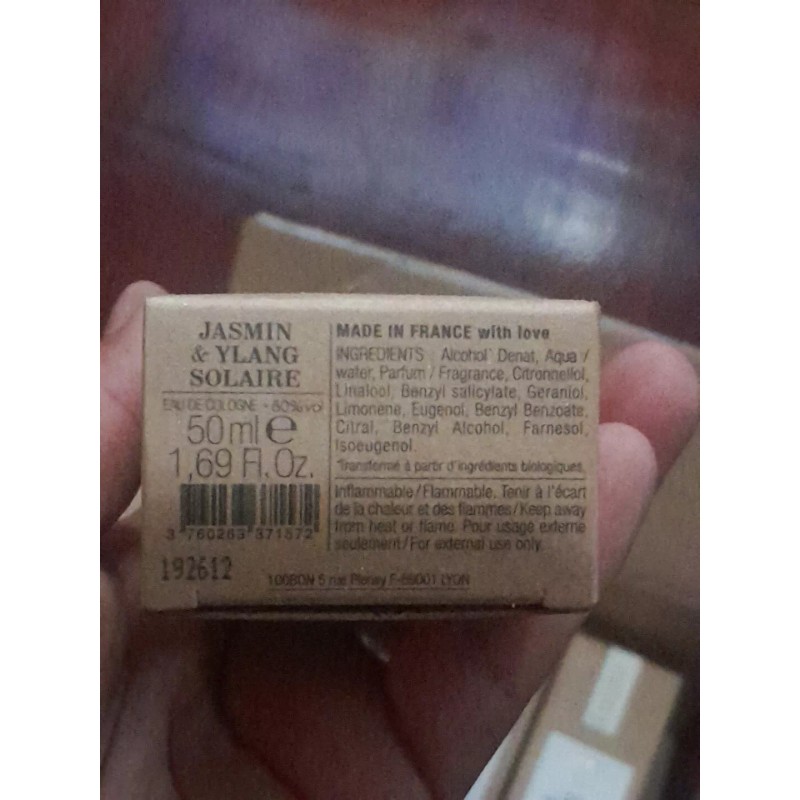 JASMIN
& YLANG
SOLAIRE
EAU DE COLOGNE - 80% vol
50 ml e
1,69 Fl.Oz.
3 760263 371572
192612
MADE IN FRANCE with love
INGREDIENTS : Alcohol* Denat, Aqua /
water, Parfum / Fragrance, Citronnellol,
Linalool, Benzyl salicylate, Geraniol,
Limonene, Eugenol, Benzyl Benzoate,
Citral, Benzyl Alcohol, Farnesol,
Isoeugenol.
*Transformé à partir d'ingrédients biologiques.
Inflammable / Flammable. Tenir à l'écart
de la chaleur et des flammes / Keep away
from heat or flame. Pour usage externe
seulement / For external use only.
100BON 5 rue Pleney F-69001 LYON